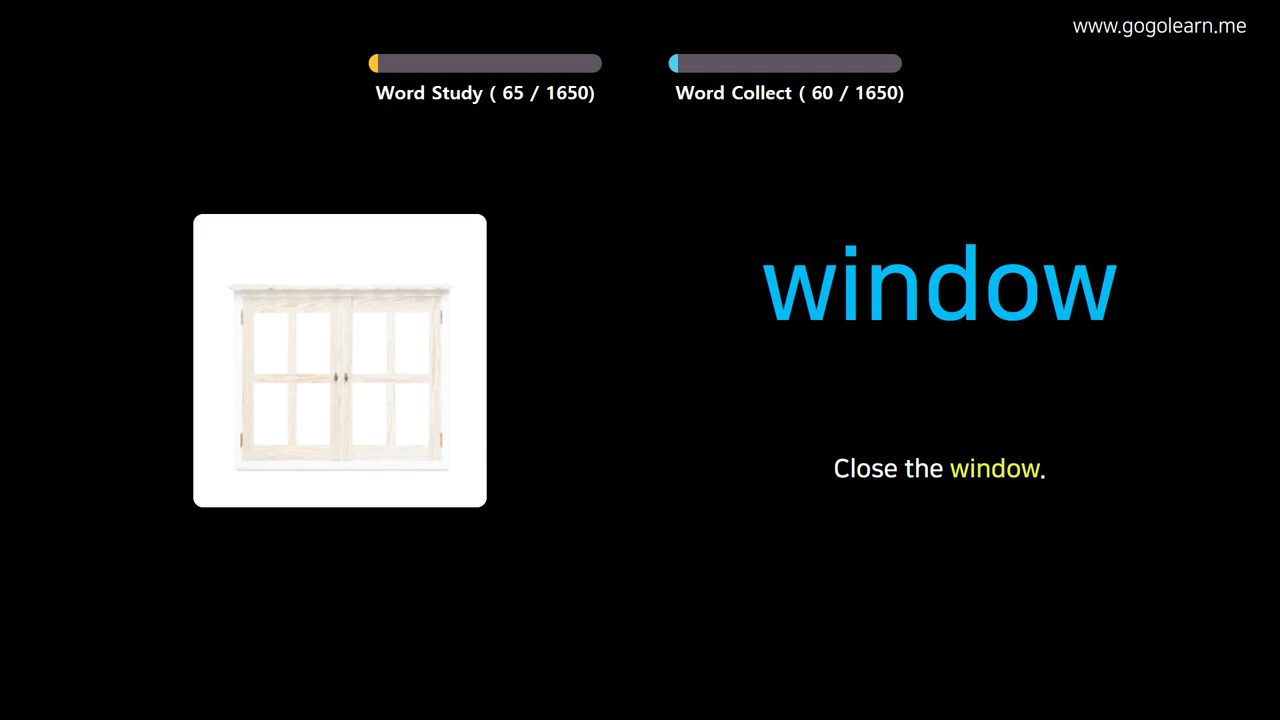 www.gogolearn.me
Word Study ( 65 / 1650)
Word Collect ( 60 / 1650)
window
Close the window.